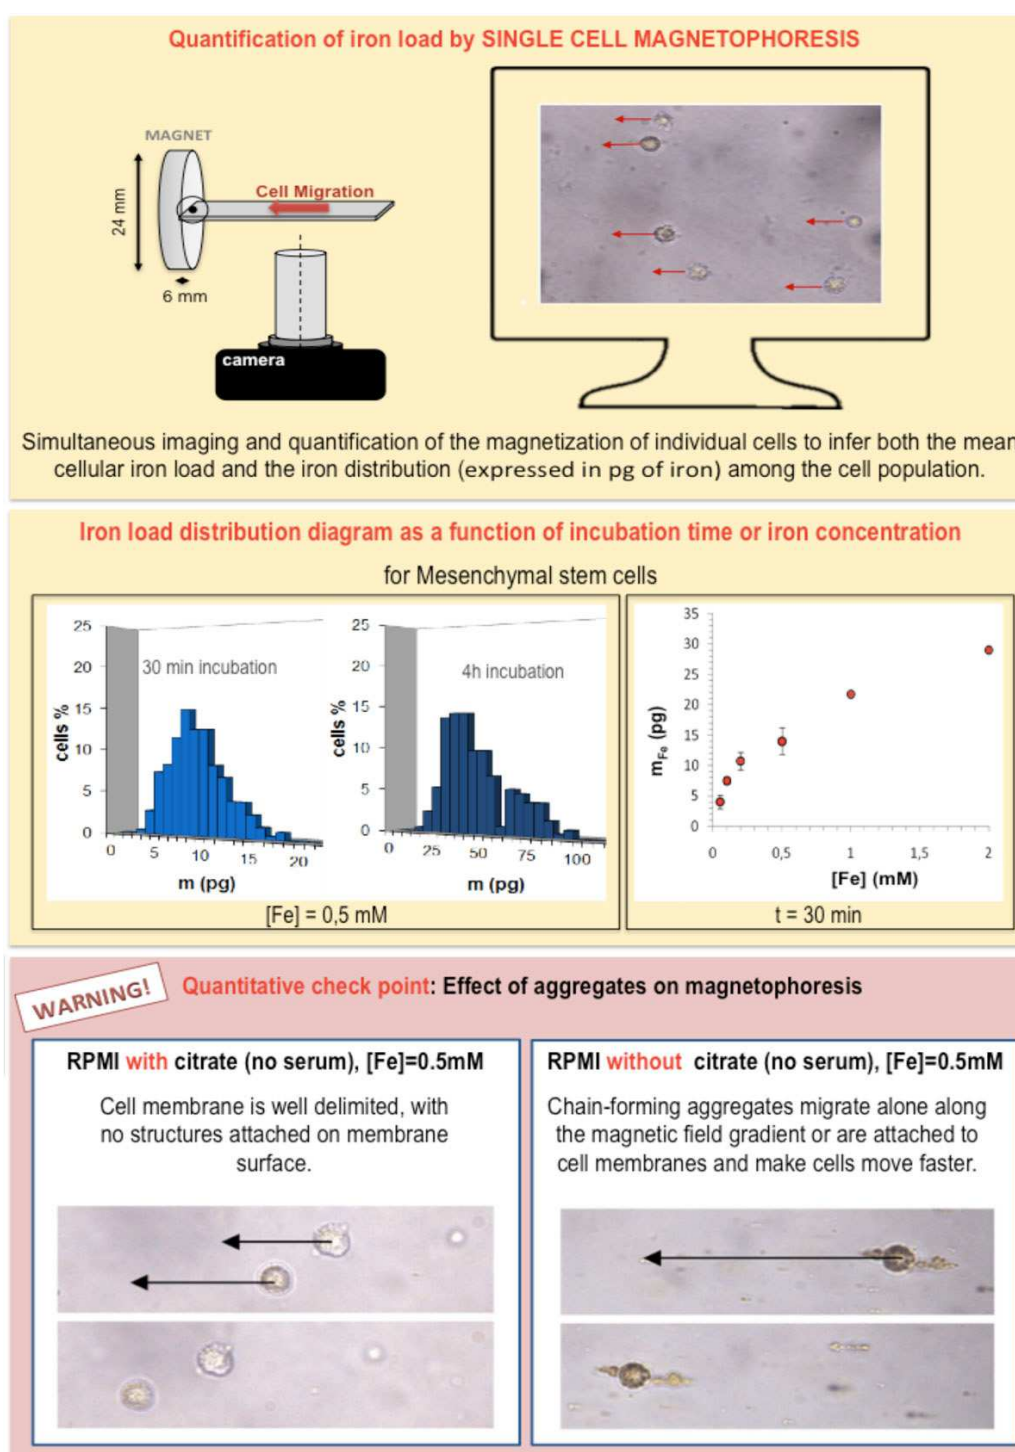 Quantification of iron load by SINGLE CELL MAGNETOPHORESIS
MAGNET
24 mm
Cell Migration
6 mm
camera
Simultaneous imaging and quantification of the magnetization of individual cells to infer both the mean
cellular iron load and the iron distribution (expressed in pg of iron) among the cell population.
Iron load distribution diagram as a function of incubation time or iron concentration
for Mesenchymal stem cells
25
20
15
10
5
0
cells %
30 min incubation
0 5 10 15 20
m (pg)
25
20
15
10
5
0
cells %
4h incubation
0 25 50 75 100
m (pg)
[Fe] = 0,5 mM
35
30
25
20
15
10
5
0
mFe (pg)
0 0,5 1 1,5 2
[Fe] (mM)
t = 30 min
WARNING!
Quantitative check point: Effect of aggregates on magnetophoresis
RPMI with citrate (no serum), [Fe]=0.5mM
Cell membrane is well delimited, with
no structures attached on membrane
surface.
RPMI without citrate (no serum), [Fe]=0.5mM
Chain-forming aggregates migrate alone along
the magnetic field gradient or are attached to
cell membranes and make cells move faster.